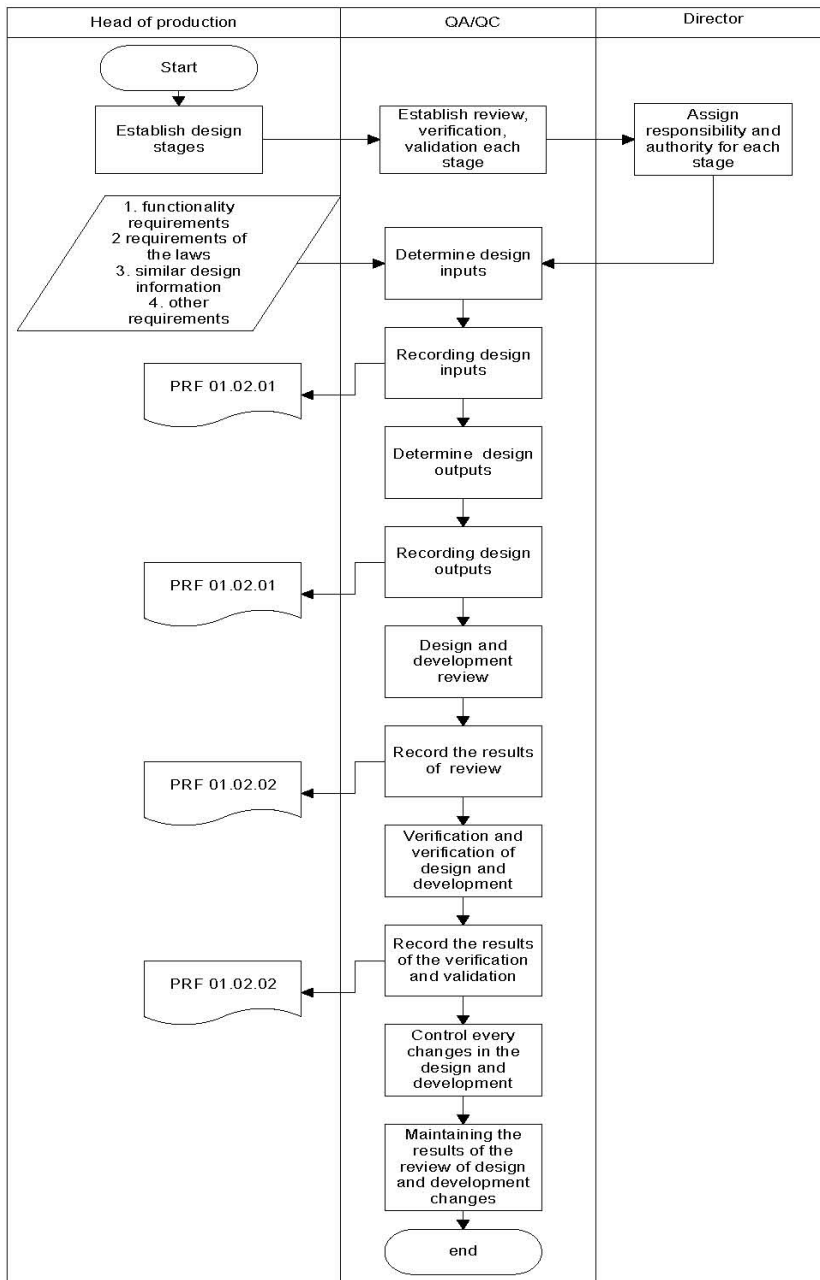 Head of production
QA/QC
Director
Start
Establish design
stages
Establish review,
verification,
validation each
stage
Assign
responsibility and
authority for each
stage
1. functionality
requirements
2 requirements of
the laws
3. similar design
information
4. other
requirements
Determine design
inputs
Recording design
inputs
PRF 01.02.01
Determine design
outputs
Recording design
outputs
PRF 01.02.01
Design and
development
review
Record the results
of review
PRF 01.02.02
Verification and
verification of
design and
development
Record the results
of the verification
and validation
PRF 01.02.02
Control every
changes in the
design and
development
Maintaining the
results of the
review of design
and development
changes
end